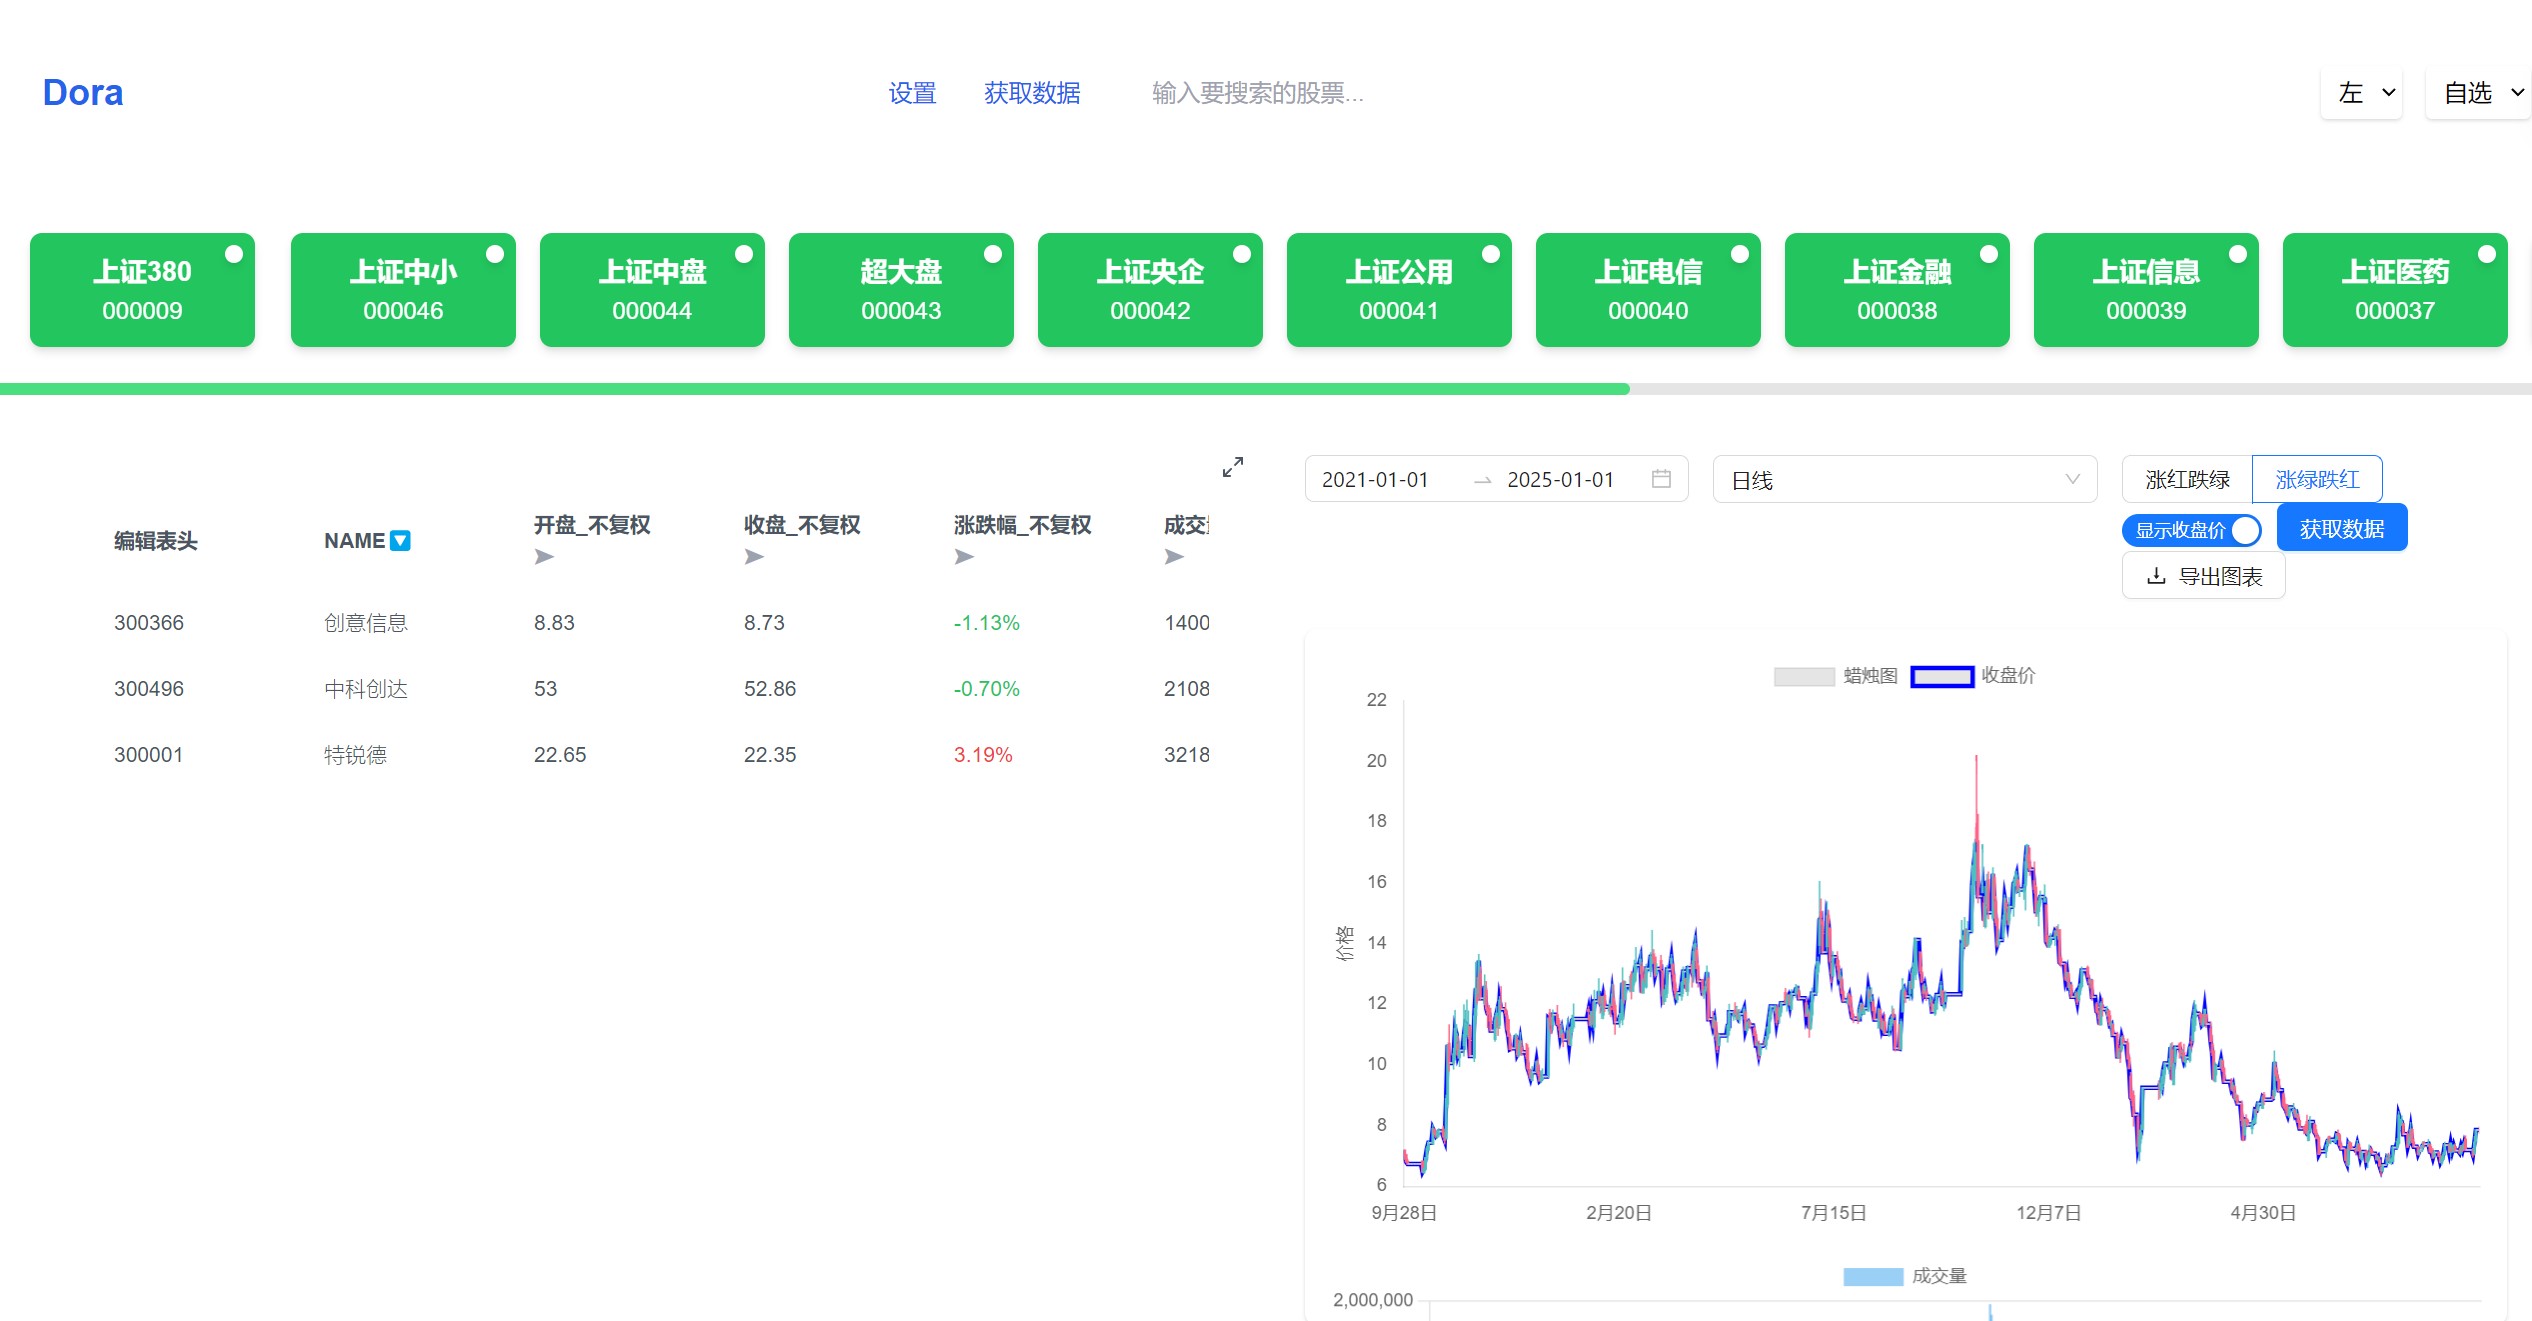 Dora
设置 获取数据 输入要搜索的股票... 左 自选
上证380 上证中小 上证中盘 超大盘 上证央企 上证公用 上证电信 上证金融 上证信息 上证医药
000009 000046 000044 000043 000042 000041 000040 000038 000039 000037
2021-01-01 2025-01-01 日线 涨红跌绿 涨绿跌红
显示收盘价 获取数据
导出图表
编辑表头 NAME 开盘_不复权 收盘_不复权 涨跌幅_不复权 成交
300366 创意信息 8.83 8.73 -1.13% 1400
300496 中科创达 53 52.86 -0.70% 2108
300001 特锐德 22.65 22.35 3.19% 3218
蜡烛图 收盘价
22
20
18
16
14
12
10
8
6
价格
9月28日 2月20日 7月15日 12月7日 4月30日
成交量
2,000,000